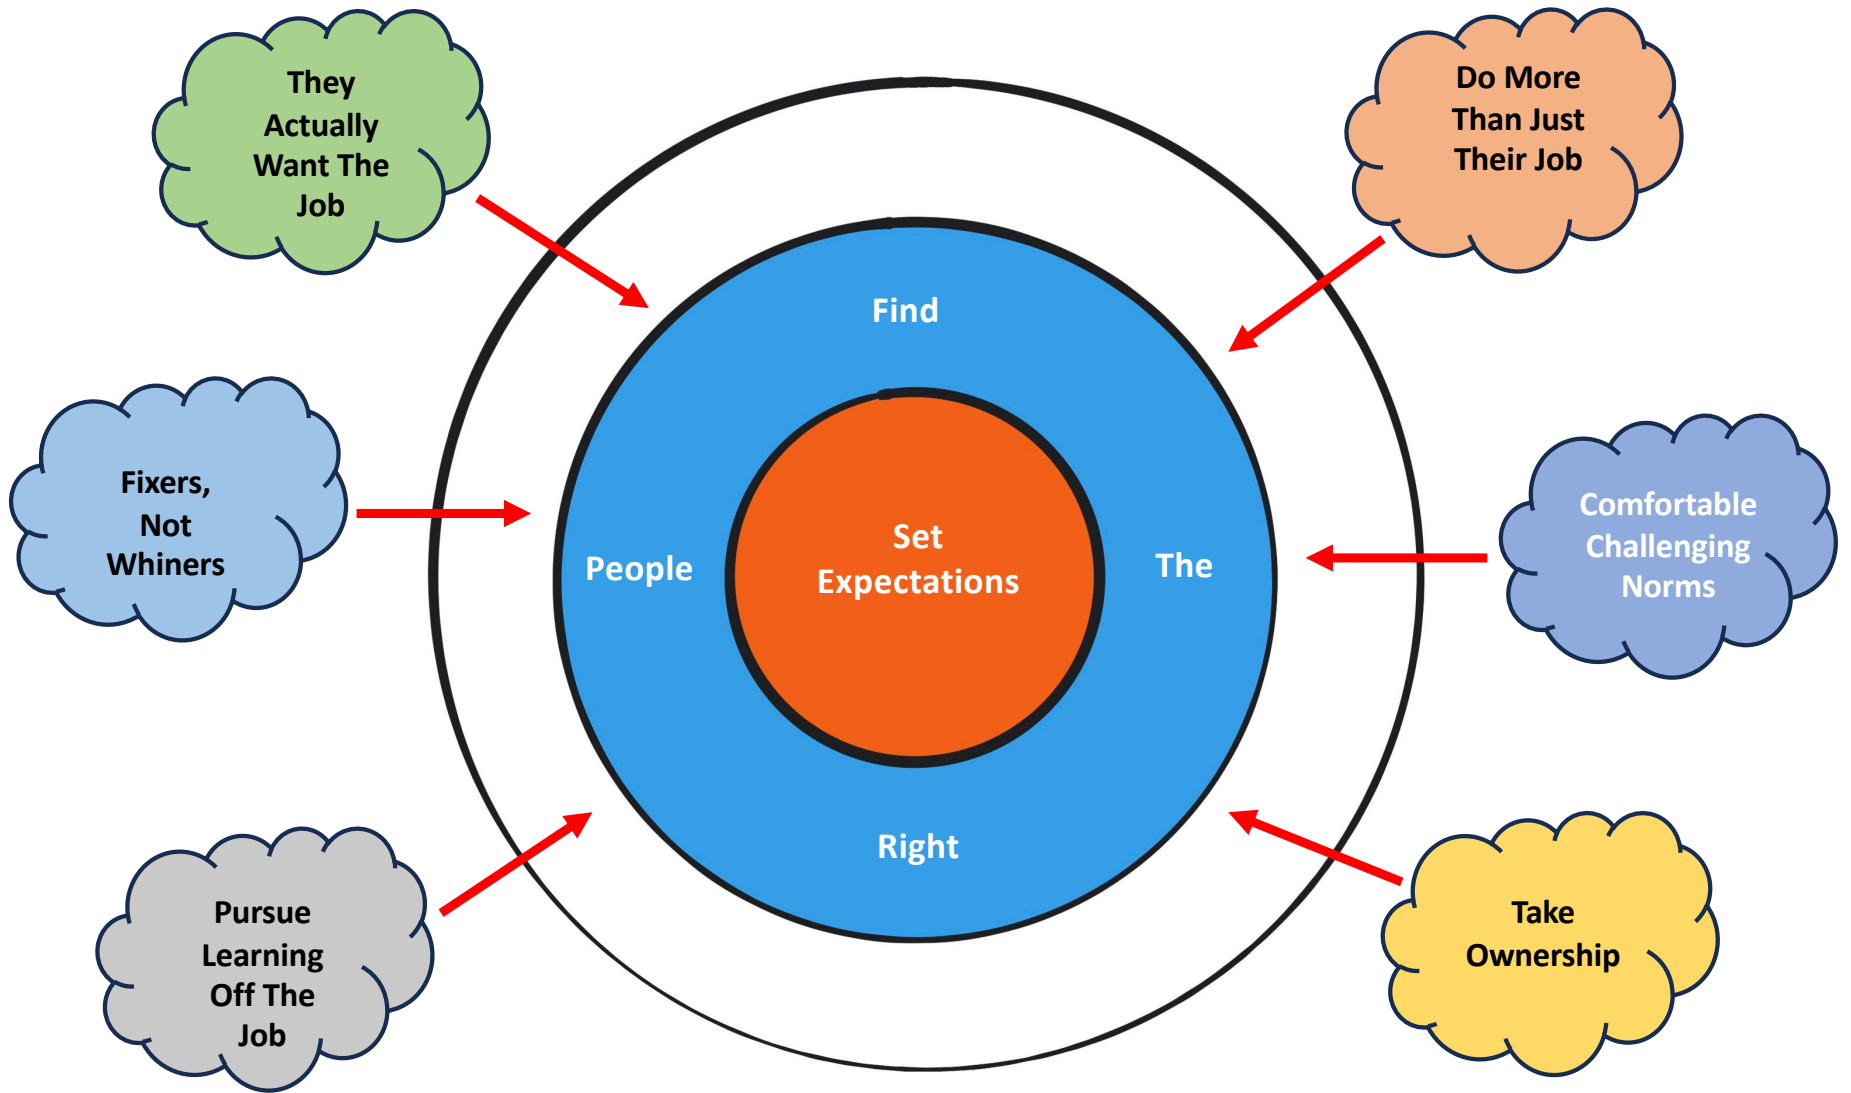 They
Actually
Want The
Job
Do More
Than Just
Their Job
Find
The
Right
People
Set
Expectations
Fixers,
Not
Whiners
Comfortable
Challenging
Norms
Pursue
Learning
Off The
Job
Take
Ownership